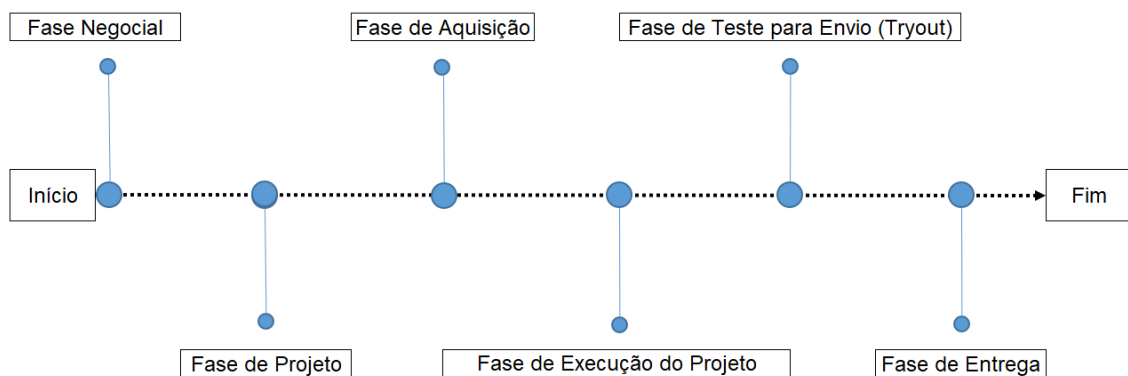 Fase Negocial
Fase de Aquisição
Fase de Teste para Envio (Tryout)
Início
Fim
Fase de Projeto
Fase de Execução do Projeto
Fase de Entrega